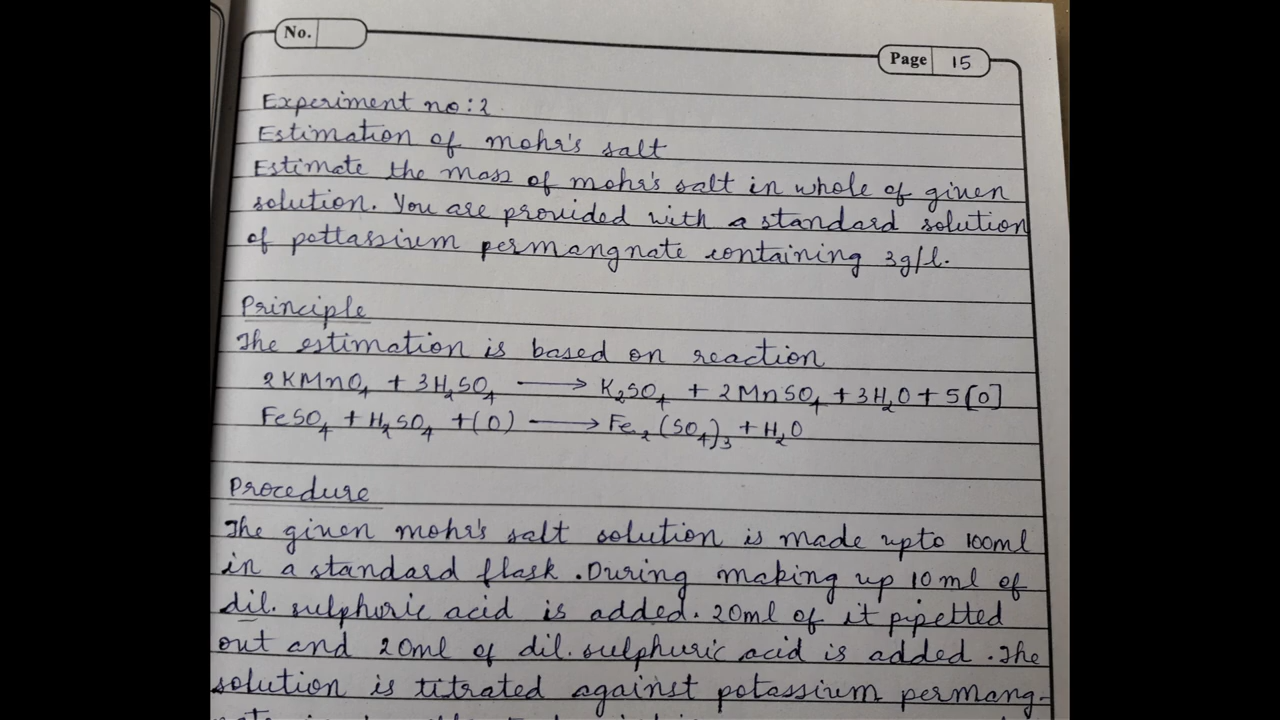 No.
Page 15
Experiment no:2
Estimation of mohr's salt
Estimate the mass of mohr's salt in whole of given
solution. You are provided with a standard solution
of pottassium permangnate containing 3g/l.
Principle
The estimation is based on reaction
2KMnO₄ + 3H₂SO₄ ⟶ K₂SO₄ + 2MnSO₄ + 3H₂O + 5[O]
FeSO₄ + H₂SO₄ + (O) ⟶ Fe₂(SO₄)₃ + H₂O
Procedure
The given mohr's salt solution is made upto 100ml
in a standard flask. During making up 10ml of
dil. sulphuric acid is added. 20ml of it pipetted
out and 20ml of dil. sulphuric acid is added. The
solution is titrated against potassium permang-